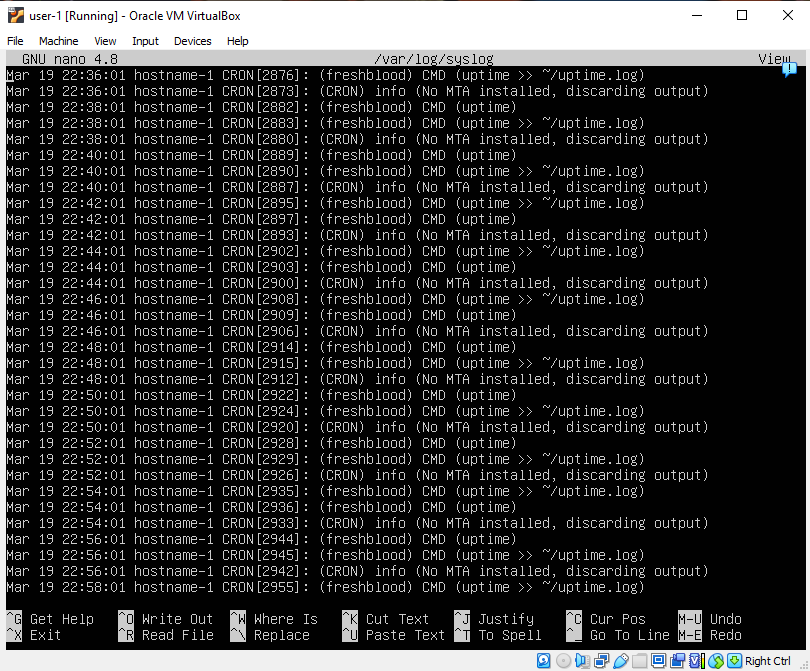 user-1 [Running] - Oracle VM VirtualBox
File Machine View Input Devices Help
GNU nano 4.8 /var/log/syslog View
Mar 19 22:36:01 hostname-1 CRON[2876]: (freshblood) CMD (uptime >> ~/uptime.log)
Mar 19 22:36:01 hostname-1 CRON[2873]: (CRON) info (No MTA installed, discarding output)
Mar 19 22:38:01 hostname-1 CRON[2882]: (freshblood) CMD (uptime)
Mar 19 22:38:01 hostname-1 CRON[2883]: (freshblood) CMD (uptime >> ~/uptime.log)
Mar 19 22:38:01 hostname-1 CRON[2880]: (CRON) info (No MTA installed, discarding output)
Mar 19 22:40:01 hostname-1 CRON[2889]: (freshblood) CMD (uptime)
Mar 19 22:40:01 hostname-1 CRON[2890]: (freshblood) CMD (uptime >> ~/uptime.log)
Mar 19 22:40:01 hostname-1 CRON[2887]: (CRON) info (No MTA installed, discarding output)
Mar 19 22:42:01 hostname-1 CRON[2895]: (freshblood) CMD (uptime >> ~/uptime.log)
Mar 19 22:42:01 hostname-1 CRON[2897]: (freshblood) CMD (uptime)
Mar 19 22:42:01 hostname-1 CRON[2893]: (CRON) info (No MTA installed, discarding output)
Mar 19 22:44:01 hostname-1 CRON[2902]: (freshblood) CMD (uptime >> ~/uptime.log)
Mar 19 22:44:01 hostname-1 CRON[2903]: (freshblood) CMD (uptime)
Mar 19 22:44:01 hostname-1 CRON[2900]: (CRON) info (No MTA installed, discarding output)
Mar 19 22:46:01 hostname-1 CRON[2908]: (freshblood) CMD (uptime >> ~/uptime.log)
Mar 19 22:46:01 hostname-1 CRON[2909]: (freshblood) CMD (uptime)
Mar 19 22:46:01 hostname-1 CRON[2906]: (CRON) info (No MTA installed, discarding output)
Mar 19 22:48:01 hostname-1 CRON[2914]: (freshblood) CMD (uptime)
Mar 19 22:48:01 hostname-1 CRON[2915]: (freshblood) CMD (uptime >> ~/uptime.log)
Mar 19 22:48:01 hostname-1 CRON[2912]: (CRON) info (No MTA installed, discarding output)
Mar 19 22:50:01 hostname-1 CRON[2922]: (freshblood) CMD (uptime)
Mar 19 22:50:01 hostname-1 CRON[2924]: (freshblood) CMD (uptime >> ~/uptime.log)
Mar 19 22:50:01 hostname-1 CRON[2920]: (CRON) info (No MTA installed, discarding output)
Mar 19 22:52:01 hostname-1 CRON[2928]: (freshblood) CMD (uptime)
Mar 19 22:52:01 hostname-1 CRON[2929]: (freshblood) CMD (uptime >> ~/uptime.log)
Mar 19 22:52:01 hostname-1 CRON[2926]: (CRON) info (No MTA installed, discarding output)
Mar 19 22:54:01 hostname-1 CRON[2935]: (freshblood) CMD (uptime >> ~/uptime.log)
Mar 19 22:54:01 hostname-1 CRON[2936]: (freshblood) CMD (uptime)
Mar 19 22:54:01 hostname-1 CRON[2933]: (CRON) info (No MTA installed, discarding output)
Mar 19 22:56:01 hostname-1 CRON[2944]: (freshblood) CMD (uptime)
Mar 19 22:56:01 hostname-1 CRON[2945]: (freshblood) CMD (uptime >> ~/uptime.log)
Mar 19 22:56:01 hostname-1 CRON[2942]: (CRON) info (No MTA installed, discarding output)
Mar 19 22:58:01 hostname-1 CRON[2955]: (freshblood) CMD (uptime >> ~/uptime.log)
^G Get Help ^O Write Out ^W Where Is ^K Cut Text ^J Justify ^C Cur Pos M-U Undo
^X Exit ^R Read File ^\ Replace ^U Paste Text ^T To Spell ^_ Go To Line M-E Redo
Right Ctrl